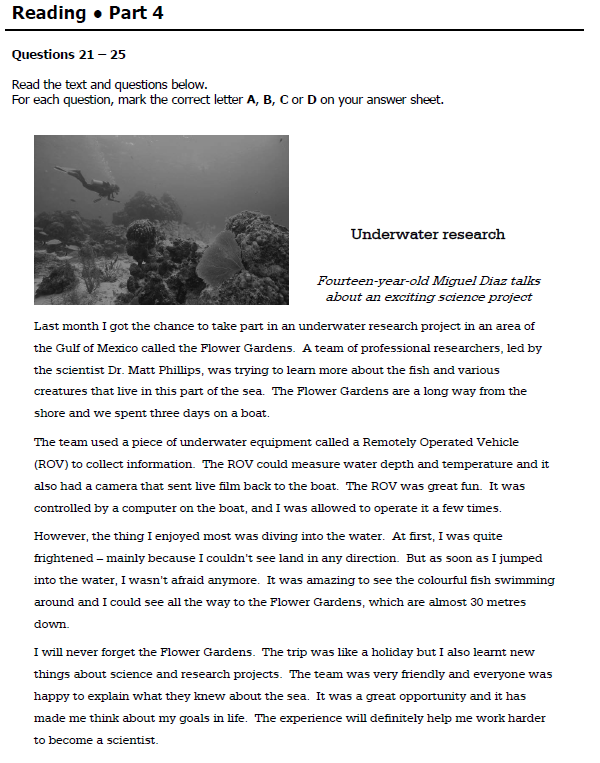 Reading ● Part 4
Questions 21 – 25
Read the text and questions below.
For each question, mark the correct letter A, B, C or D on your answer sheet.
Underwater research
Fourteen-year-old Miguel Diaz talks
about an exciting science project
Last month I got the chance to take part in an underwater research project in an area of
the Gulf of Mexico called the Flower Gardens.  A team of professional researchers, led by
the scientist Dr. Matt Phillips, was trying to learn more about the fish and various
creatures that live in this part of the sea.  The Flower Gardens are a long way from the
shore and we spent three days on a boat.
The team used a piece of underwater equipment called a Remotely Operated Vehicle
(ROV) to collect information.  The ROV could measure water depth and temperature and it
also had a camera that sent live film back to the boat.  The ROV was great fun.  It was
controlled by a computer on the boat, and I was allowed to operate it a few times.
However, the thing I enjoyed most was diving into the water.  At first, I was quite
frightened – mainly because I couldn't see land in any direction.  But as soon as I jumped
into the water, I wasn't afraid anymore.  It was amazing to see the colourful fish swimming
around and I could see all the way to the Flower Gardens, which are almost 30 metres
down.
I will never forget the Flower Gardens.  The trip was like a holiday but I also learnt new
things about science and research projects.  The team was very friendly and everyone was
happy to explain what they knew about the sea.  It was a great opportunity and it has
made me think about my goals in life.  The experience will definitely help me work harder
to become a scientist.